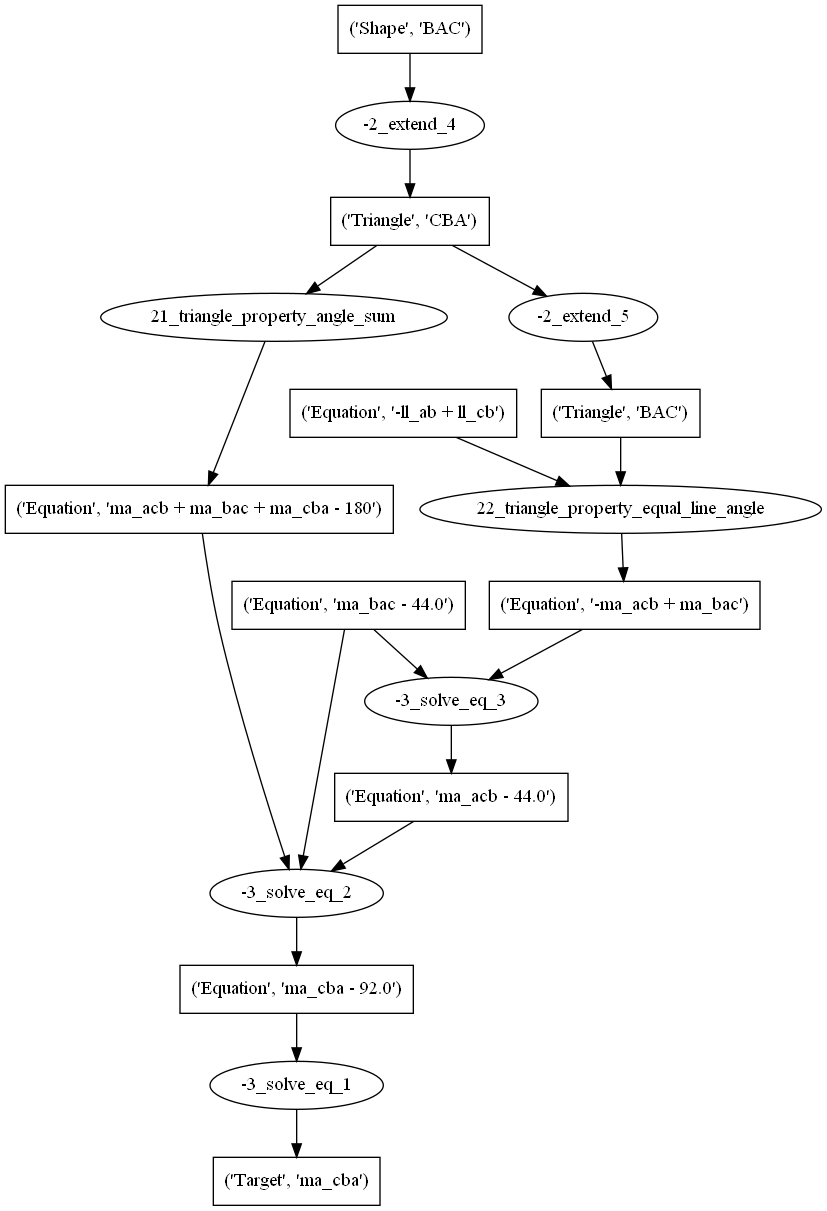 ('Shape', 'BAC')
-2_extend_4
('Triangle', 'CBA')
21_triangle_property_angle_sum
-2_extend_5
('Equation', '-ll_ab + ll_cb')
('Triangle', 'BAC')
('Equation', 'ma_acb + ma_bac + ma_cba - 180')
22_triangle_property_equal_line_angle
('Equation', 'ma_bac - 44.0')
('Equation', '-ma_acb + ma_bac')
-3_solve_eq_3
('Equation', 'ma_acb - 44.0')
-3_solve_eq_2
('Equation', 'ma_cba - 92.0')
-3_solve_eq_1
('Target', 'ma_cba')